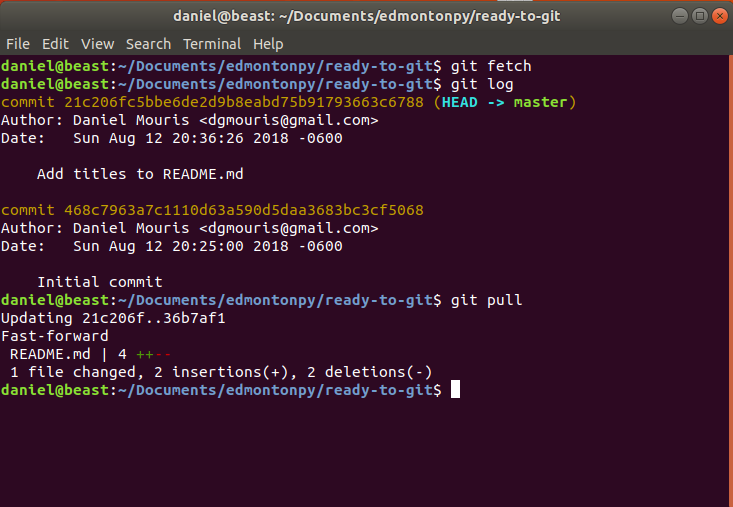 daniel@beast: ~/Documents/edmontonpy/ready-to-git
File Edit View Search Terminal Help
daniel@beast:~/Documents/edmontonpy/ready-to-git$ git fetch
daniel@beast:~/Documents/edmontonpy/ready-to-git$ git log
commit 21c206fc5bbe6de2d9b8eabd75b91793663c6788 (HEAD -> master)
Author: Daniel Mouris <dgmouris@gmail.com>
Date:   Sun Aug 12 20:36:26 2018 -0600
    Add titles to README.md
commit 468c7963a7c1110d63a590d5daa3683bc3cf5068
Author: Daniel Mouris <dgmouris@gmail.com>
Date:   Sun Aug 12 20:25:00 2018 -0600
    Initial commit
daniel@beast:~/Documents/edmontonpy/ready-to-git$ git pull
Updating 21c206f..36b7af1
Fast-forward
 README.md | 4 ++--
 1 file changed, 2 insertions(+), 2 deletions(-)
daniel@beast:~/Documents/edmontonpy/ready-to-git$